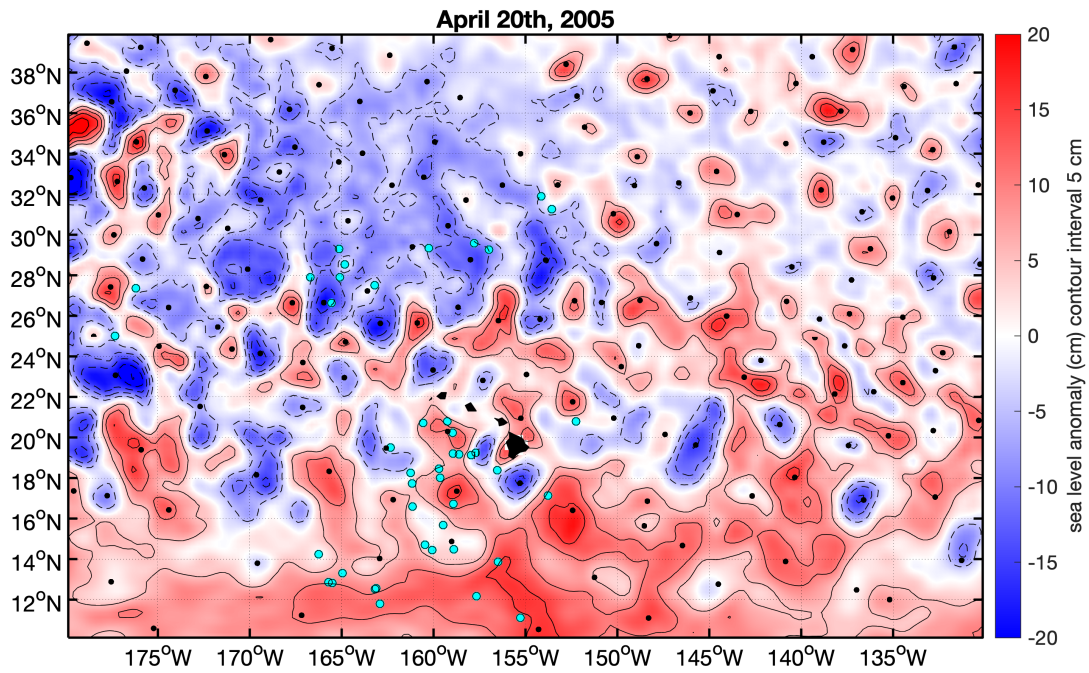 April 20th, 2005
38°N
36°N
34°N
32°N
30°N
28°N
26°N
24°N
22°N
20°N
18°N
16°N
14°N
12°N
175°W 170°W 165°W 160°W 155°W 150°W 145°W 140°W 135°W
20
15
10
5
0
-5
-10
-15
-20
sea level anomaly (cm) contour interval 5 cm